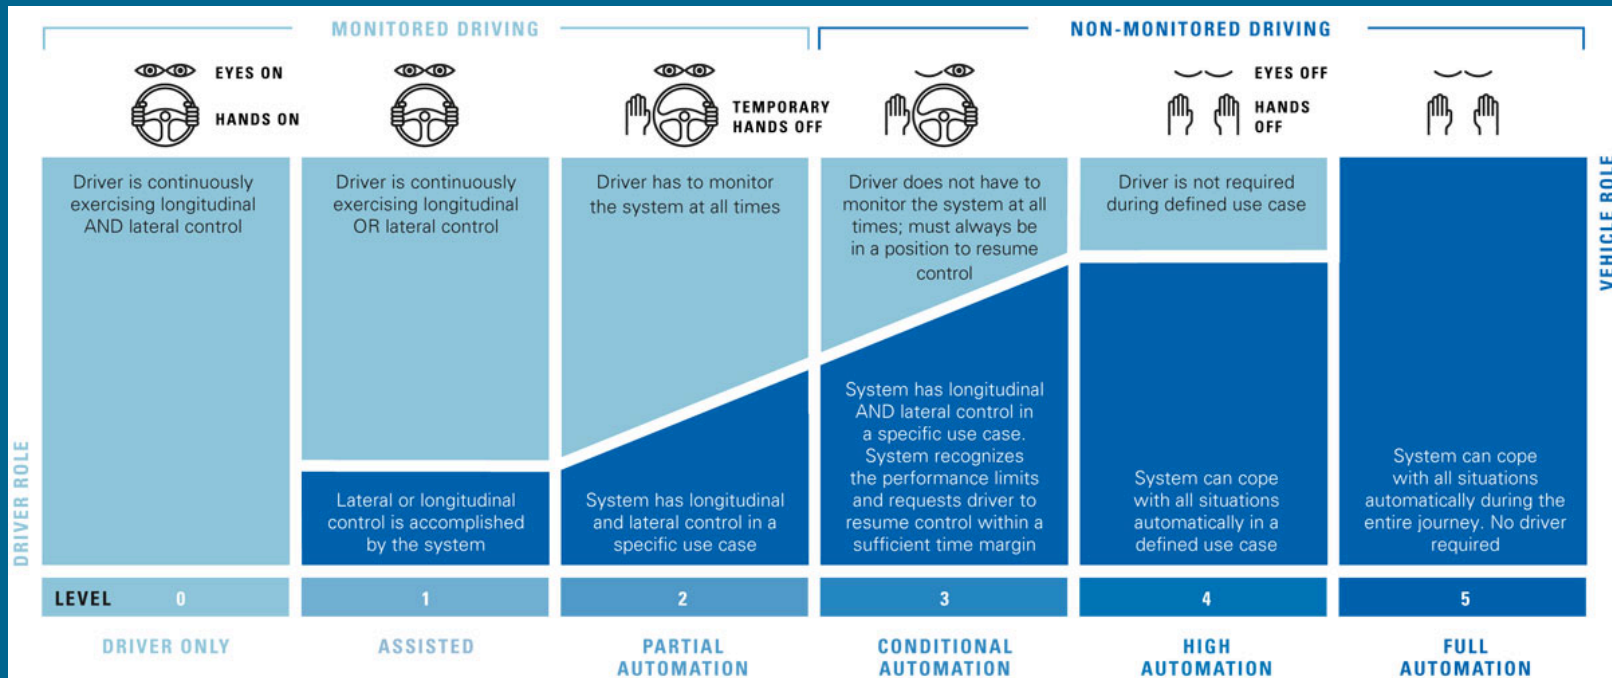 MONITORED DRIVING
NON-MONITORED DRIVING
EYES ON
HANDS ON
TEMPORARY
HANDS OFF
EYES OFF
HANDS
OFF
DRIVER ROLE
VEHICLE ROLE
Driver is continuously
exercising longitudinal
AND lateral control
Driver is continuously
exercising longitudinal
OR lateral control
Lateral or longitudinal
control is accomplished
by the system
Driver has to monitor
the system at all times
System has longitudinal
and lateral control in a
specific use case
Driver does not have to
monitor the system at all
times; must always be
in a position to resume
control
System has longitudinal
AND lateral control in
a specific use case.
System recognizes
the performance limits
and requests driver to
resume control within a
sufficient time margin
Driver is not required
during defined use case
System can cope
with all situations
automatically in a
defined use case
System can cope
with all situations
automatically during the
entire journey. No driver
required
LEVEL 0 1 2 3 4 5
DRIVER ONLY
ASSISTED
PARTIAL
AUTOMATION
CONDITIONAL
AUTOMATION
HIGH
AUTOMATION
FULL
AUTOMATION